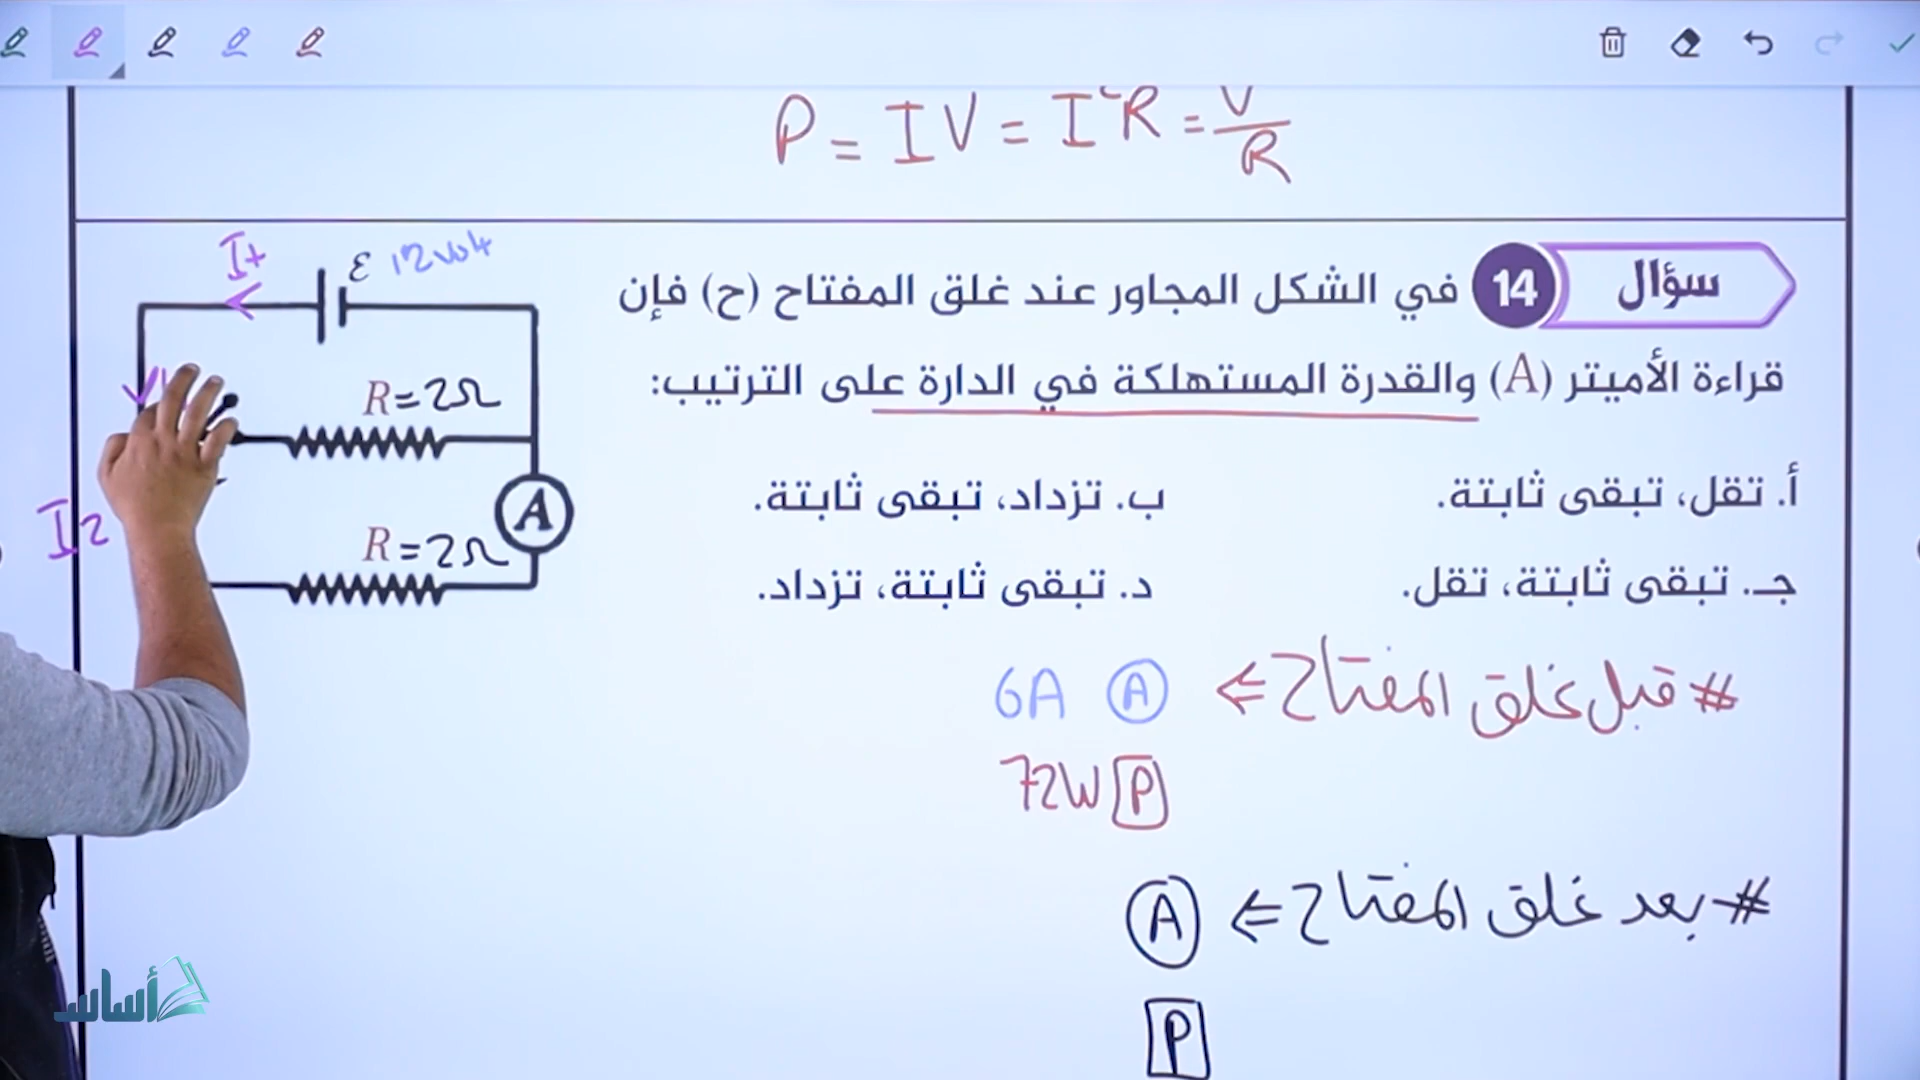 P = IV = I²R = V/R
سؤال 14 في الشكل المجاور عند غلق المفتاح (ح) فإن
قراءة الأميتر (A) والقدرة المستهلكة في الدارة على الترتيب:
أ. تقل، تبقى ثابتة.
ب. تزداد، تبقى ثابتة.
جـ. تبقى ثابتة، تقل.
د. تبقى ثابتة، تزداد.
It
ε 12volt
R=2Ω
I2
A
R=2Ω
# قبل غلق المفتاح ⇐ A 6A
P 72W
# بعد غلق المفتاح ⇐ A
P
أساس